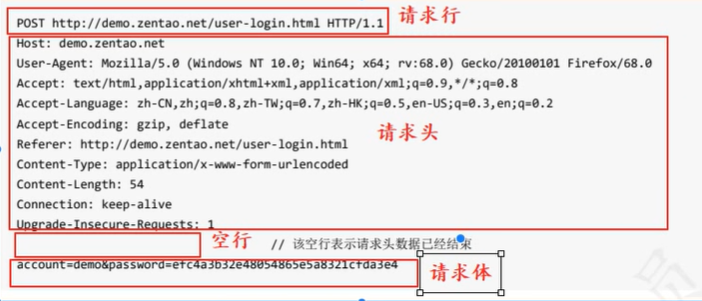 POST http://demo.zentao.net/user-login.html HTTP/1.1 请求行
Host: demo.zentao.net
User-Agent: Mozilla/5.0 (Windows NT 10.0; Win64; x64; rv:68.0) Gecko/20100101 Firefox/68.0
Accept: text/html,application/xhtml+xml,application/xml;q=0.9,*/*;q=0.8
Accept-Language: zh-CN,zh;q=0.8,zh-TW;q=0.7,zh-HK;q=0.5,en-US;q=0.3,en;q=0.2
Accept-Encoding: gzip, deflate
请求头
Referer: http://demo.zentao.net/user-login.html
Content-Type: application/x-www-form-urlencoded
Content-Length: 54
Connection: keep-alive
Upgrade-Insecure-Requests: 1
空行 // 该空行表示请求头数据已经结束
account=demo&password=efc4a3b32e48054865e5a8321cfda3e4 请求体
员